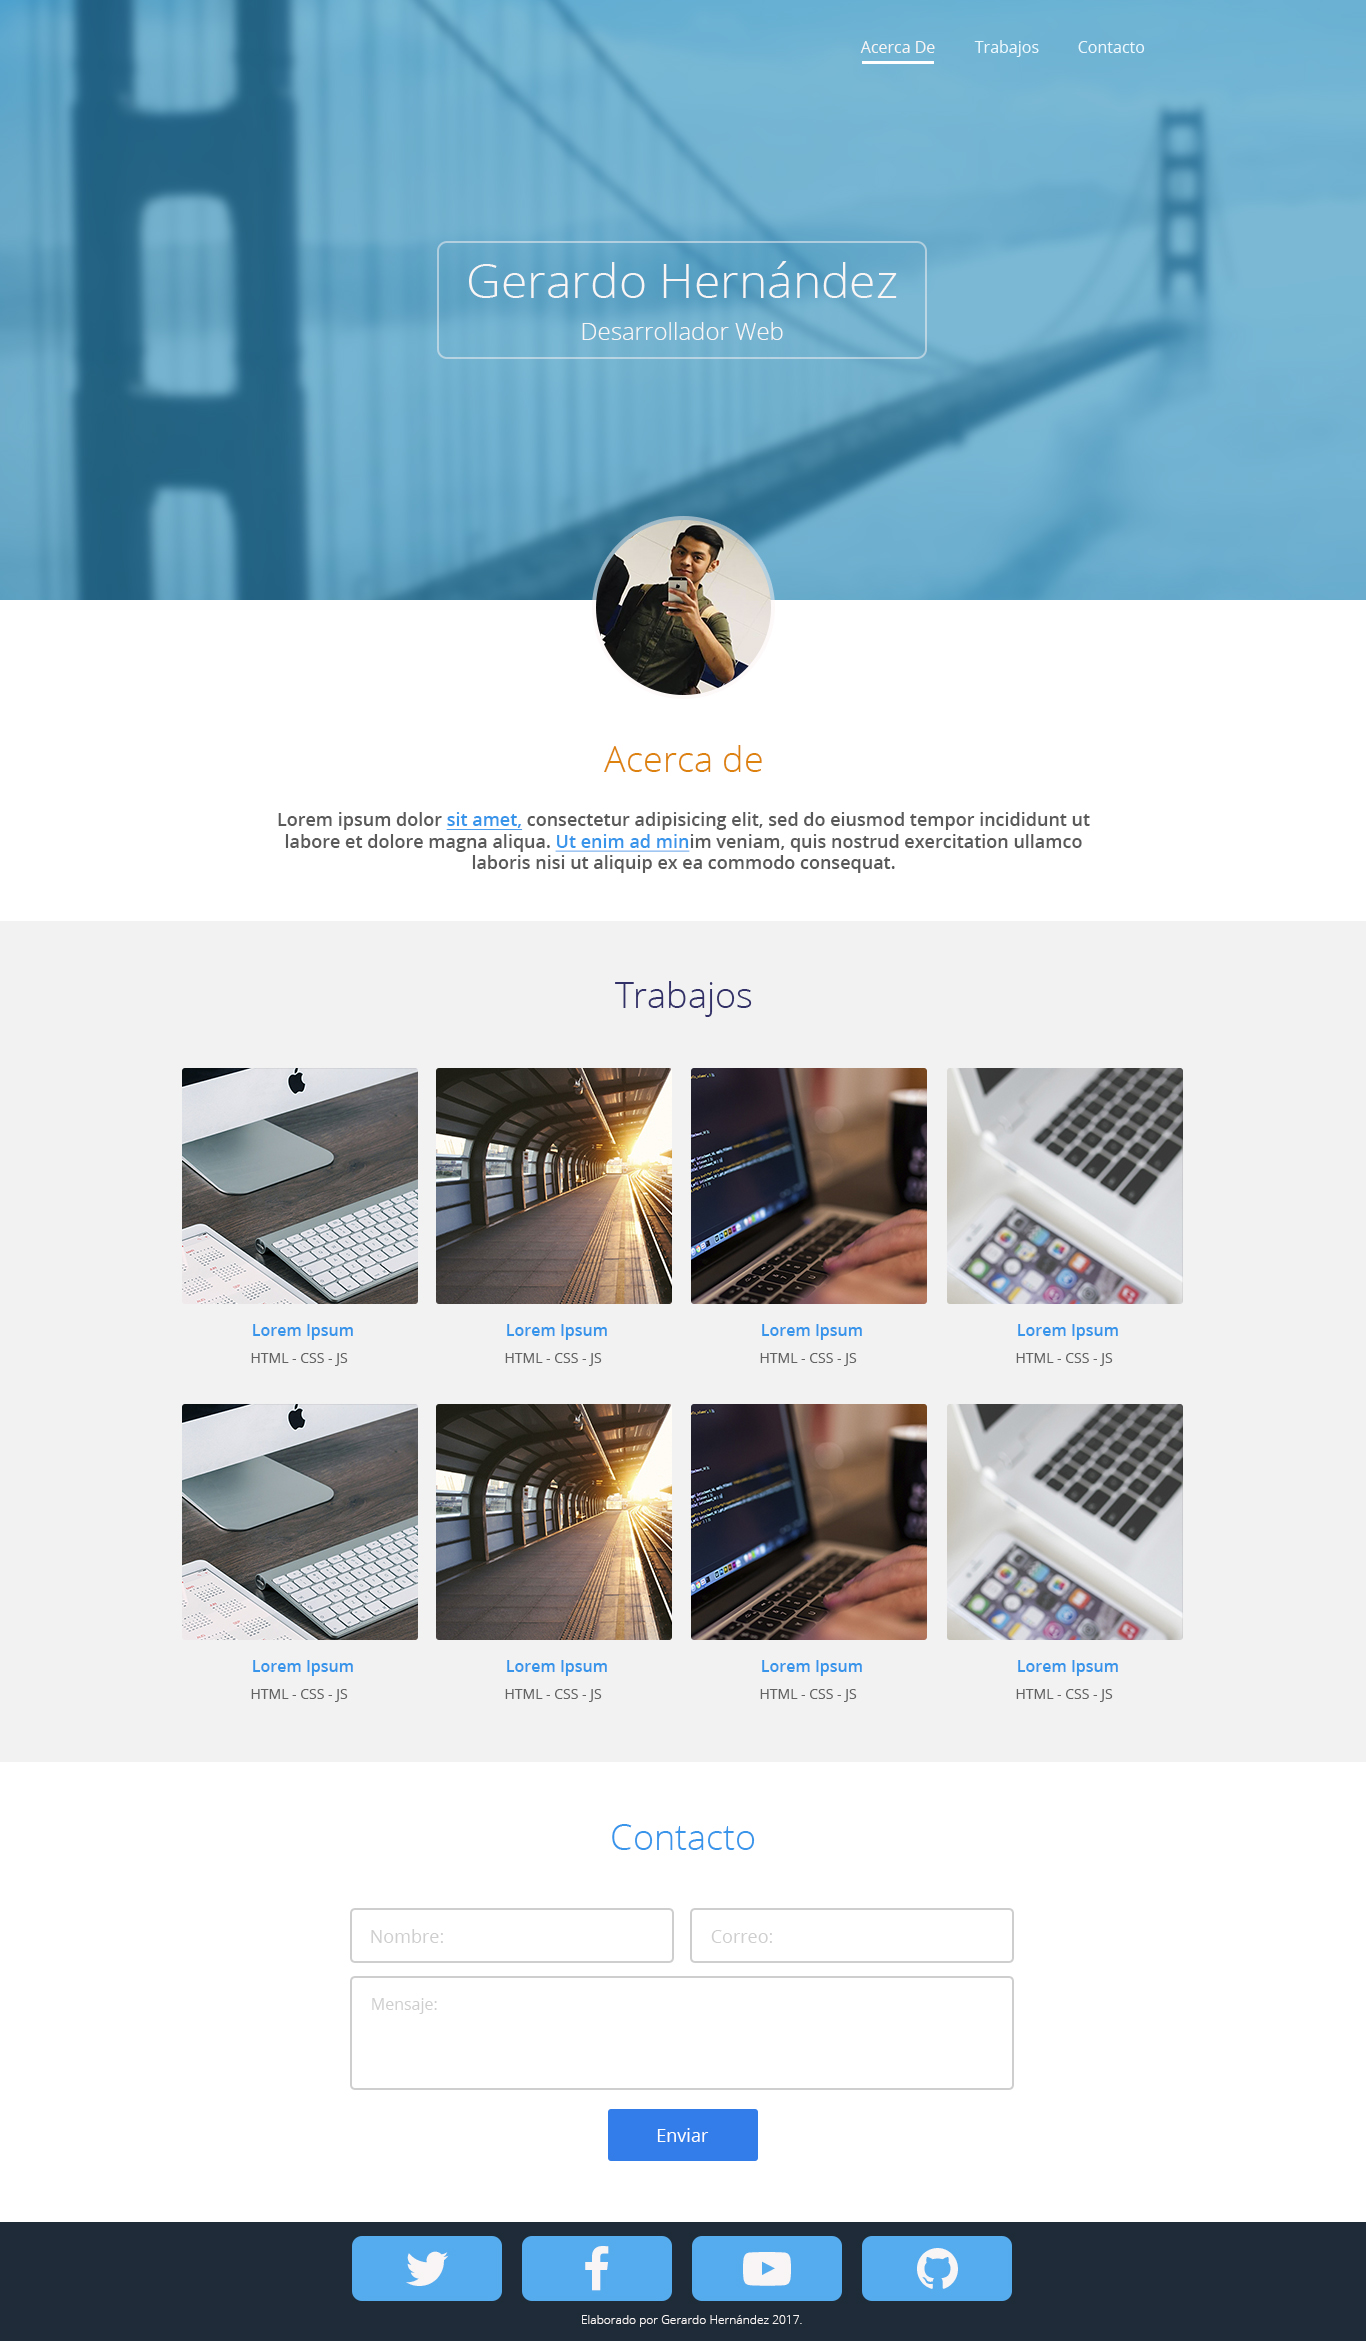 Acerca De Trabajos Contacto
Gerardo Hernández
Desarrollador Web
Acerca de
Lorem ipsum dolor sit amet, consectetur adipisicing elit, sed do eiusmod tempor incididunt ut
labore et dolore magna aliqua. Ut enim ad minim veniam, quis nostrud exercitation ullamco
laboris nisi ut aliquip ex ea commodo consequat.
Trabajos
Lorem Ipsum Lorem Ipsum Lorem Ipsum Lorem Ipsum
HTML - CSS - JS HTML - CSS - JS HTML - CSS - JS HTML - CSS - JS
Lorem Ipsum Lorem Ipsum Lorem Ipsum Lorem Ipsum
HTML - CSS - JS HTML - CSS - JS HTML - CSS - JS HTML - CSS - JS
Contacto
Nombre: Correo:
Mensaje:
Enviar
Elaborado por Gerardo Hernández 2017.